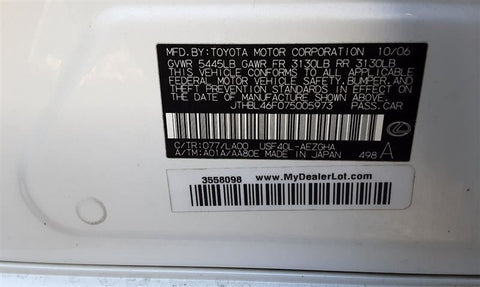 MFD.BY:TOYOTA MOTOR CORPORATION 10/06
GVWR 5445LB GAWR FR 3130LB RR 3130LB
THIS VEHICLE CONFORMS TO ALL APPLICABLE
FEDERAL MOTOR VEHICLE SAFETY,BUMPER,AND
THEFT PREVENTION STANDARDS IN EFFECT ON
THE DATE OF MANUFACTURE SHOWN ABOVE.
JTHBL46F075005973 PASS.CAR
C/TR:077/LA00 USF40L-AEZGHA
A/TM:A01A/AA80E MADE IN JAPAN 498 A
3558098 www.MyDealerLot.com